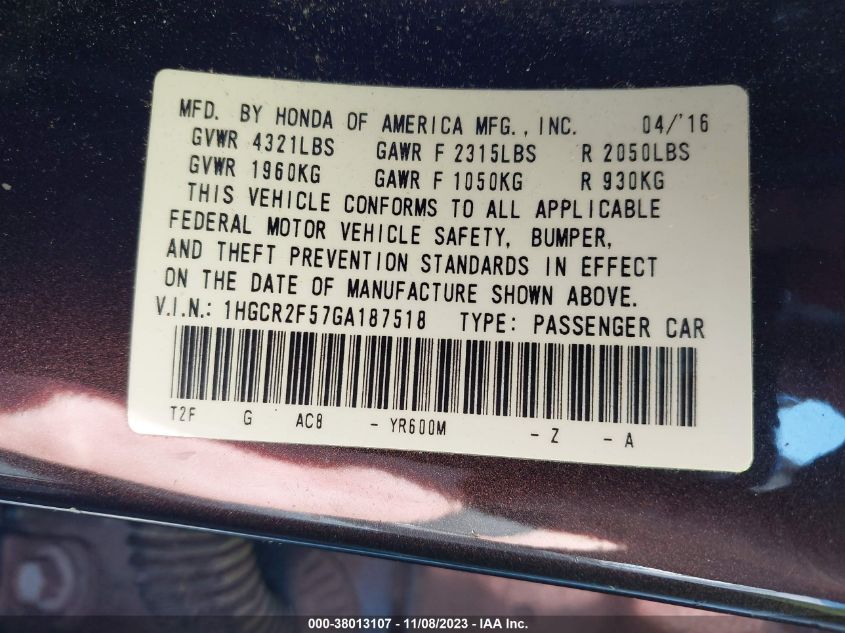 MFD. BY HONDA OF AMERICA MFG., INC. 04/'16
GVWR 4321LBS GAWR F 2315LBS R 2050LBS
GVWR 1960KG GAWR F 1050KG R 930KG
THIS VEHICLE CONFORMS TO ALL APPLICABLE
FEDERAL MOTOR VEHICLE SAFETY, BUMPER,
AND THEFT PREVENTION STANDARDS IN EFFECT
ON THE DATE OF MANUFACTURE SHOWN ABOVE.
V.I.N.: 1HGCR2F57GA187518 TYPE: PASSENGER CAR
T2F G AC8 - YR600M - Z - A
000-38013107 - 11/08/2023 - IAA Inc.